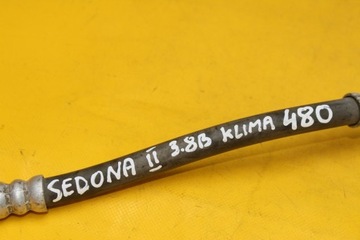 SEDONA II 3.8B KLIMA 480